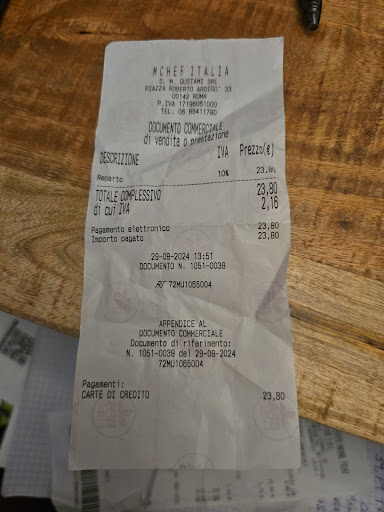 MCHEF ITALIA
S. M. GUSTAMI SRL
PIAZZA ROBERTO ARDIGO' 33
00142 ROMA
P.IVA 17198061000
TEL. 06 89411780
DOCUMENTO COMMERCIALE
di vendita o prestazione
DESCRIZIONE IVA Prezzo(€)
Reparto 10% 23,80
TOTALE COMPLESSIVO 23,80
di cui IVA 2,16
Pagamento elettronico 23,80
Importo pagato 23,80
29-09-2024 13:51
DOCUMENTO N. 1051-0039
RT 72MU1065004
APPENDICE AL
DOCUMENTO COMMERCIALE
Documento di riferimento:
N. 1051-0039 del 29-09-2024
72MU1065004
Pagamenti:
CARTE DI CREDITO 23,80